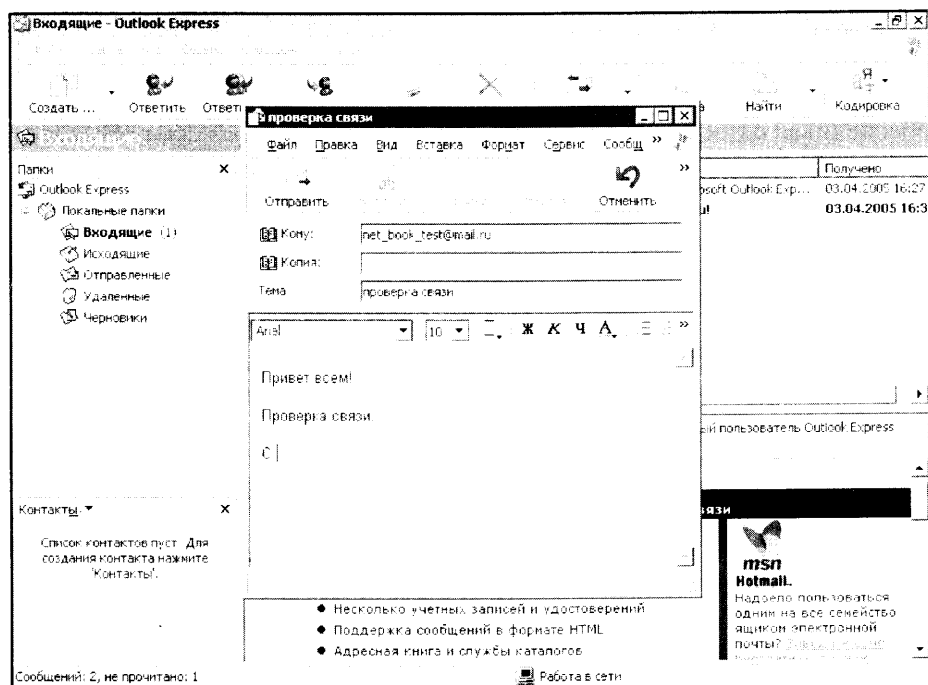 Входящие - Outlook Express
Создать ...
Ответить
Найти
Кодировка
проверка связи
Файл Правка Вид Вставка Формат Сервис Сообщ »
Отправить
Отменить
Папки
Outlook Express
Локальные папки
Входящие (1)
Исходящие
Отправленные
Удаленные
Черновики
Кому: net_book_test@mail.ru
Копия:
Тема проверка связи
Arial 10 Ж К Ч A
Привет всем!
Проверка связи
С
Получено
osoft Outlook Exp... 03.04.2005 16:27
03.04.2005 16:3
ый пользователь Outlook Express
Контакты
Список контактов пуст. Для
создания контакта нажмите
'Контакты'.
вязи
msn
Hotmail.
Надоело пользоваться
одним на все семейство
ящиком электронной
почты?
Несколько учетных записей и удостоверений
Поддержка сообщений в формате HTML
Адресная книга и службы каталогов
Сообщений: 2, не прочитано: 1
Работа в сети